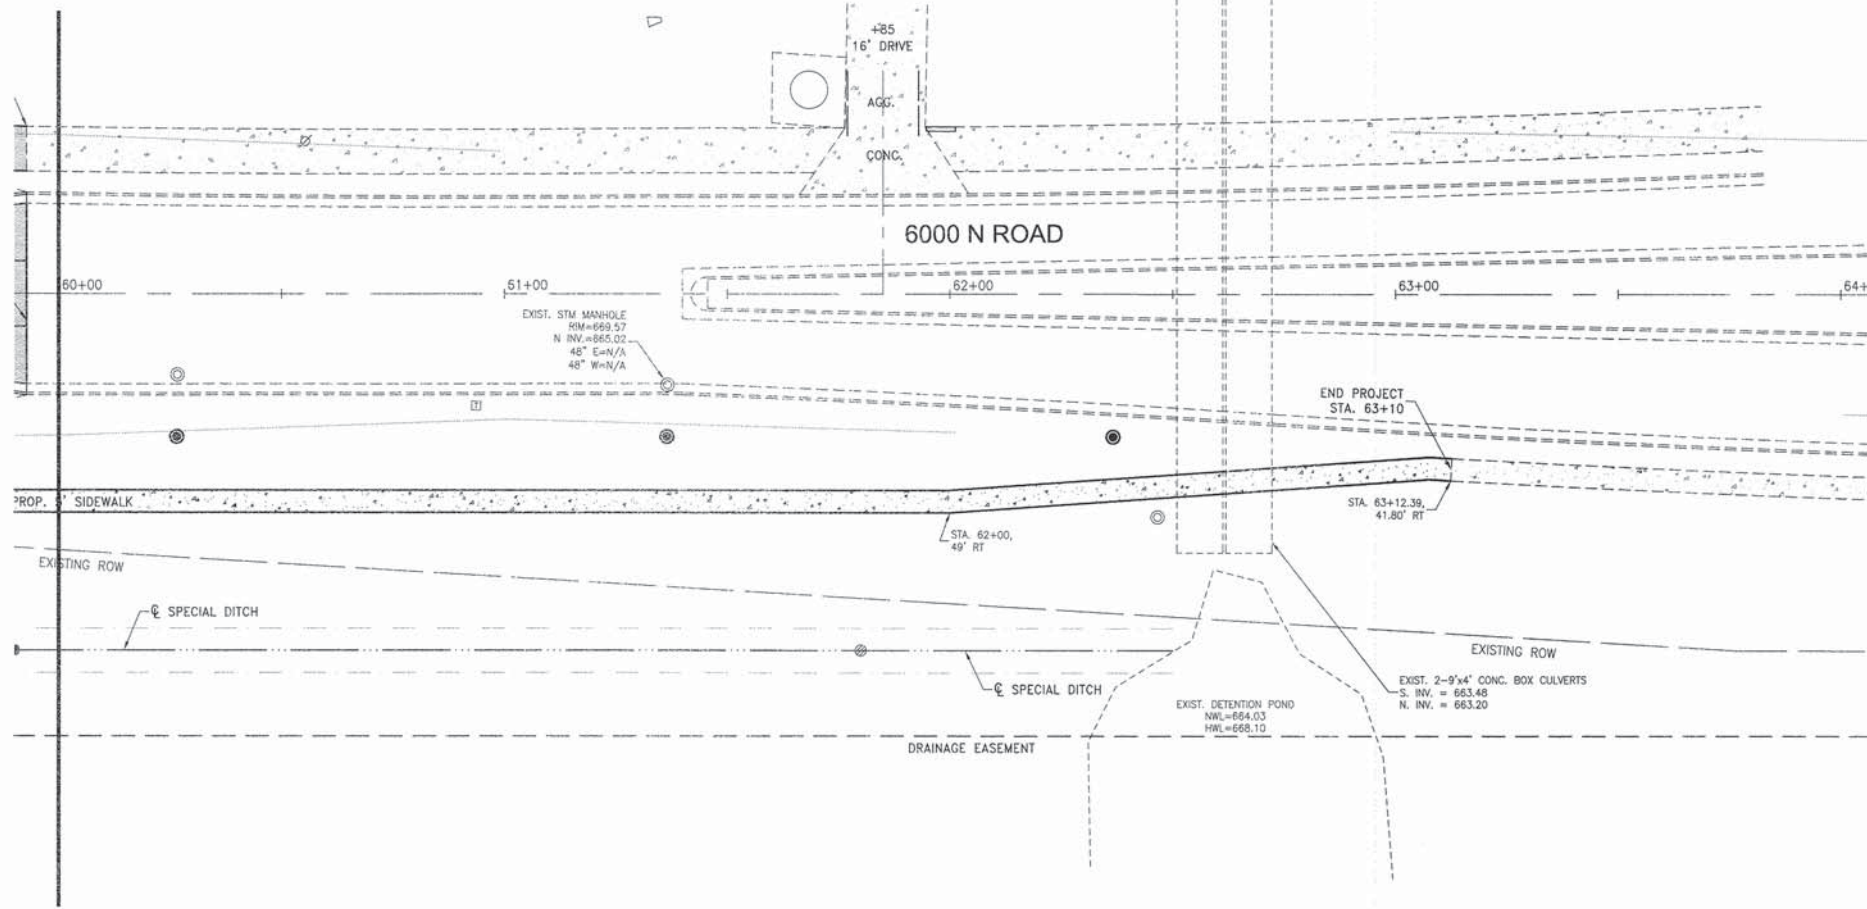 +85
16' DRIVE
AGG.
CONC.
6000 N ROAD
60+00
61+00
62+00
63+00
64+
EXIST. STM MANHOLE
RIM=669.57
N INV.=665.02
48" E=N/A
48" W=N/A
T
END PROJECT
STA. 63+10
PROP. 5' SIDEWALK
STA. 63+12.39,
41.80' RT
STA. 62+00,
49' RT
EXISTING ROW
℄ SPECIAL DITCH
EXISTING ROW
℄ SPECIAL DITCH
EXIST. 2-9'x4' CONC. BOX CULVERTS
S. INV. = 663.48
N. INV. = 663.20
EXIST. DETENTION POND
NWL=664.03
HWL=668.10
DRAINAGE EASEMENT